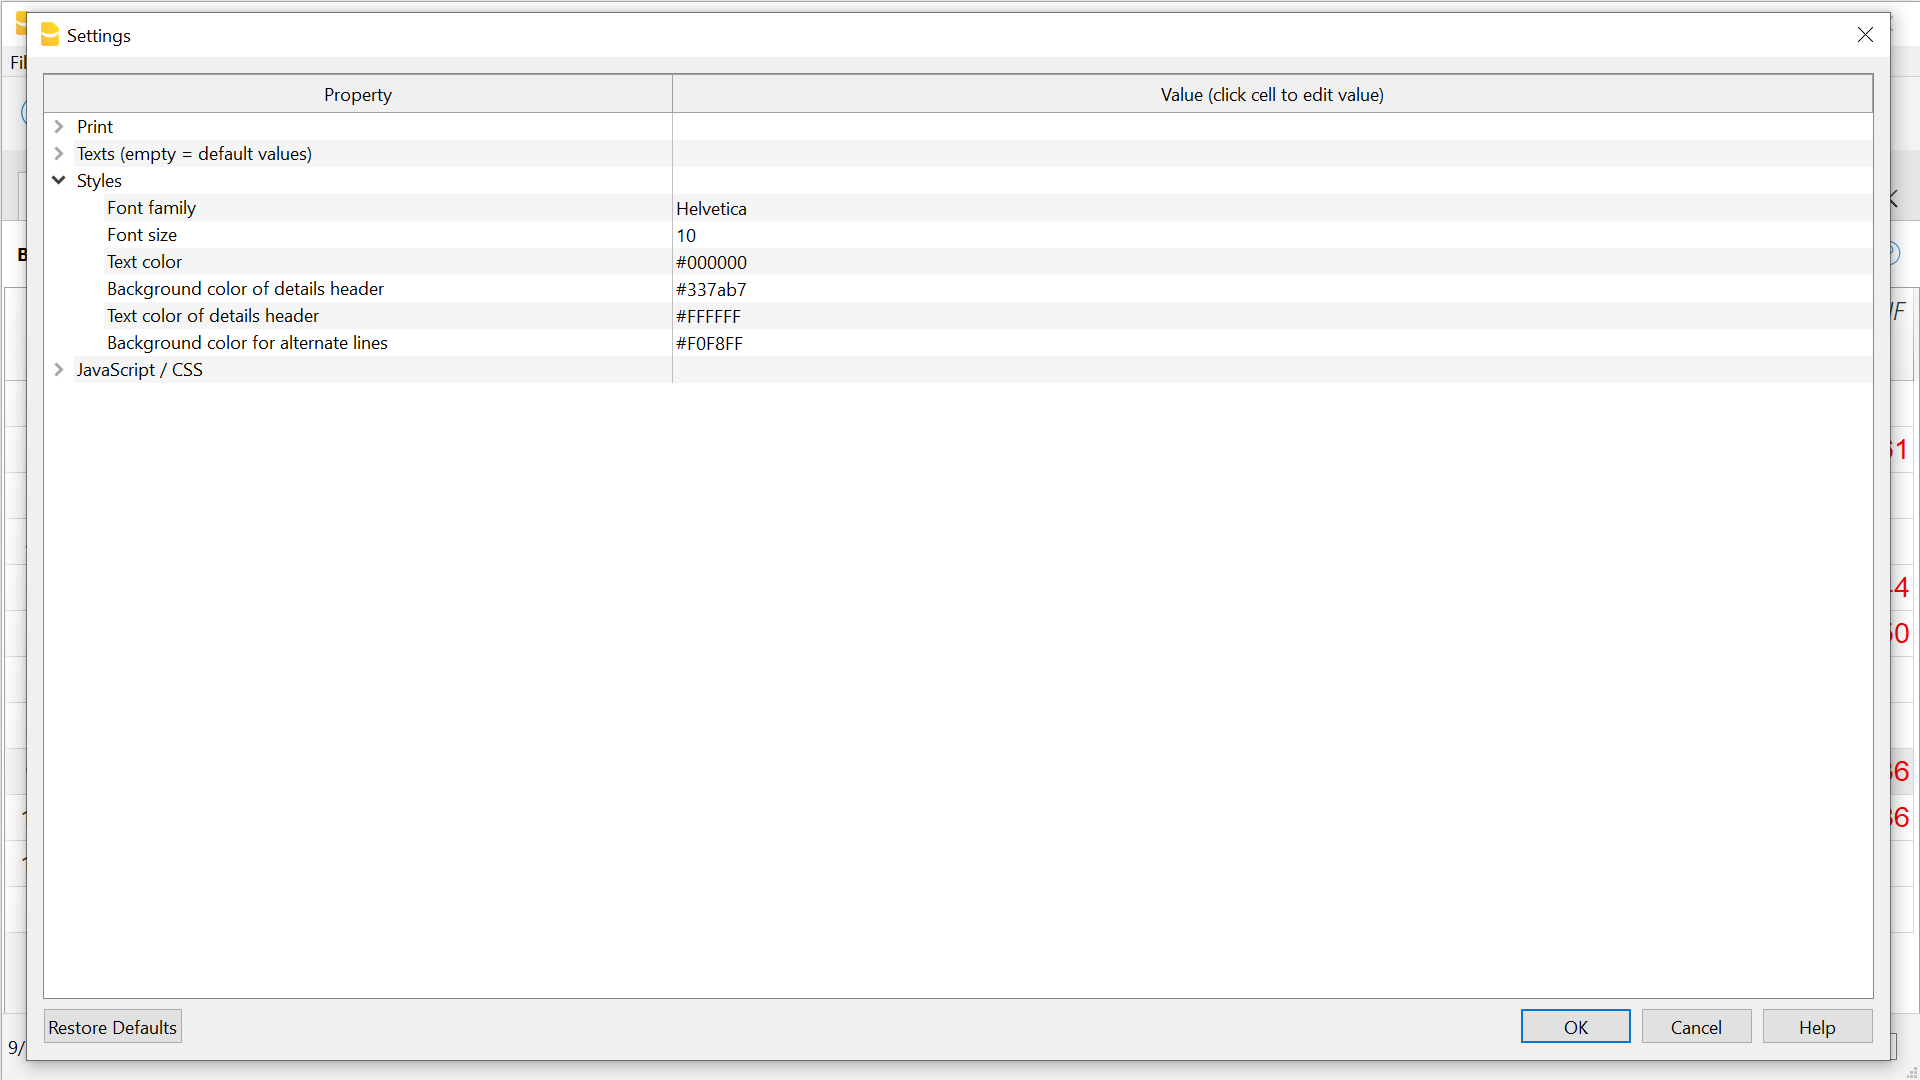 Settings
Property Value (click cell to edit value)
Print
Texts (empty = default values)
Styles
Font family Helvetica
Font size 10
Text color #000000
Background color of details header #337ab7
Text color of details header #FFFFFF
Background color for alternate lines #F0F8FF
JavaScript / CSS
Restore Defaults OK Cancel Help
9/